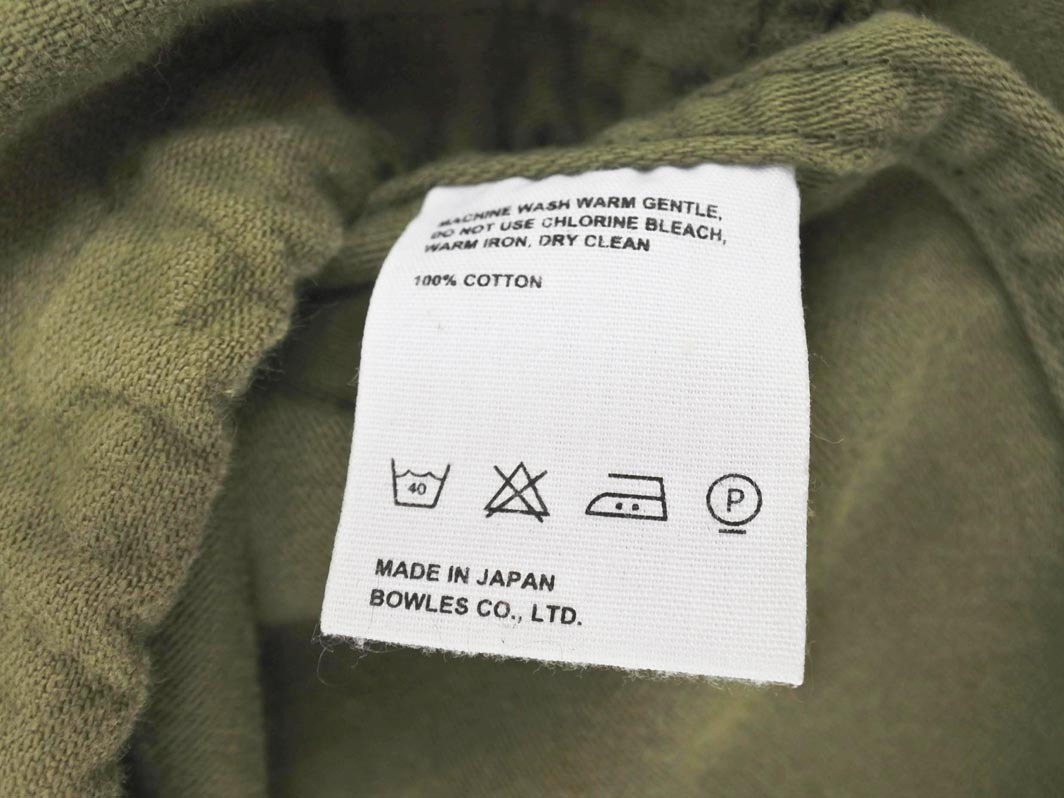 MACHINE WASH WARM GENTLE,
DO NOT USE CHLORINE BLEACH,
WARM IRON, DRY CLEAN
100% COTTON
40
P
MADE IN JAPAN
BOWLES CO., LTD.